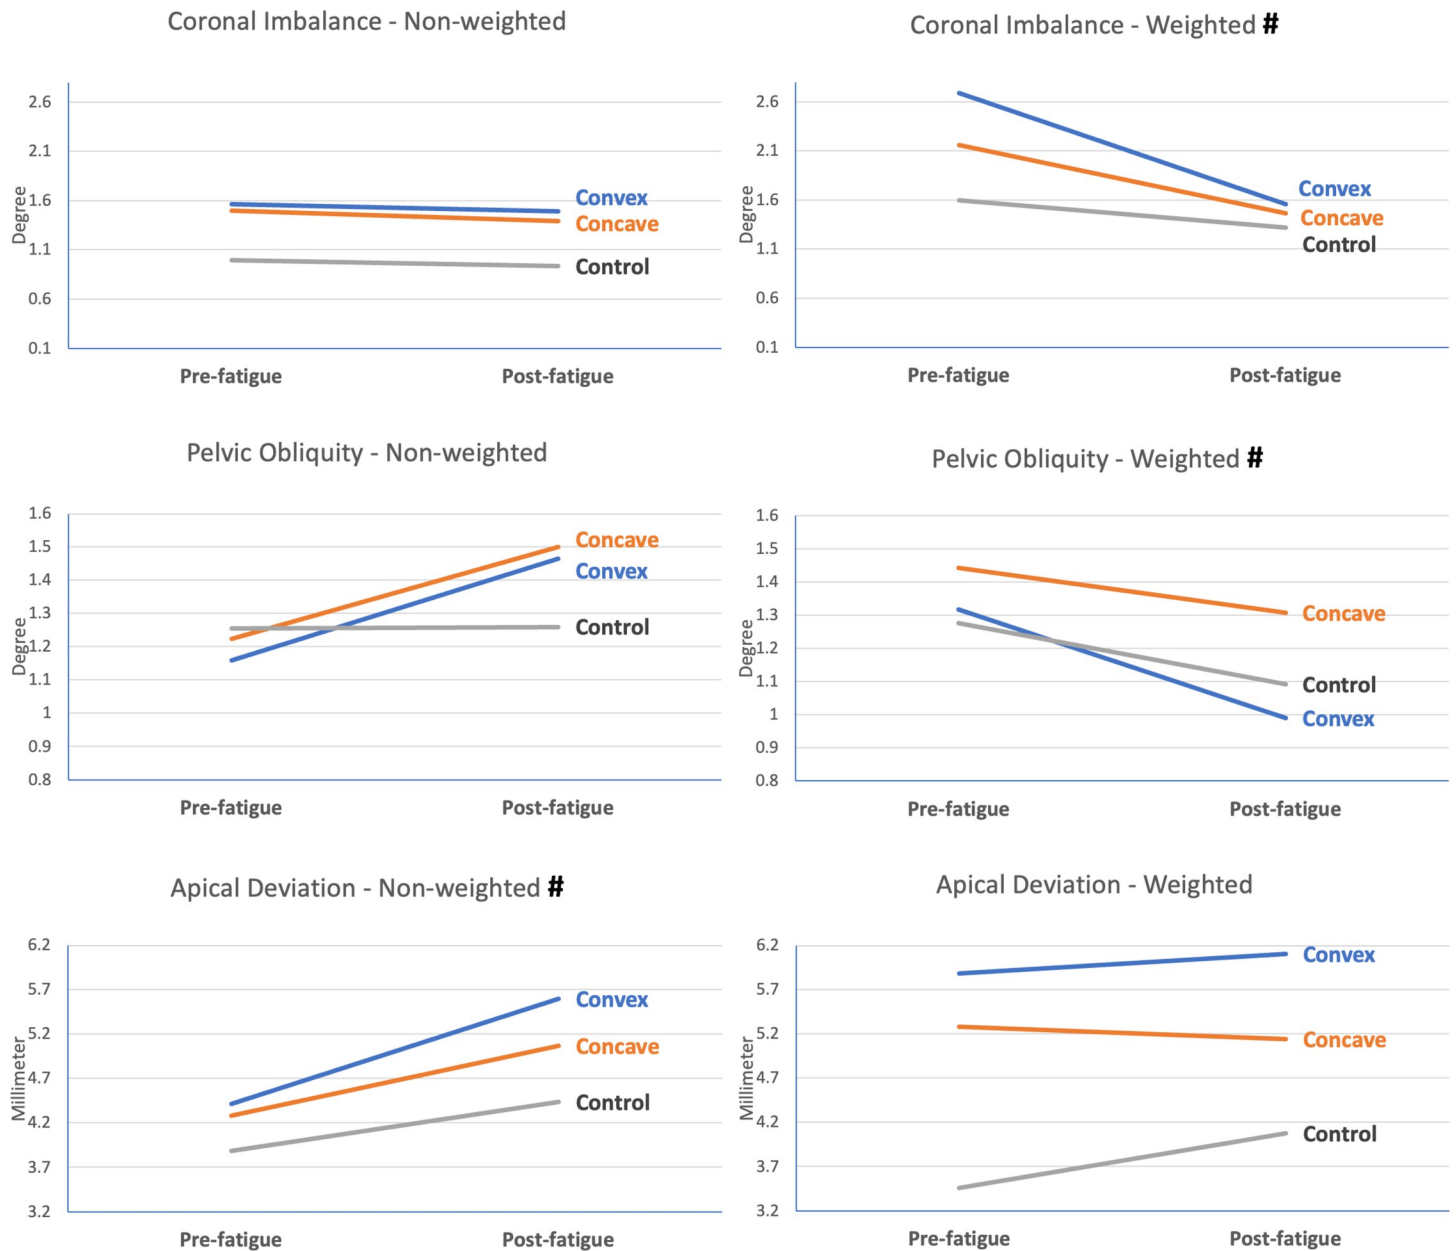 Coronal Imbalance - Non-weighted
2.6
2.1
1.6
1.1
0.6
0.1
Degree
Convex
Concave
Control
Pre-fatigue
Post-fatigue
Coronal Imbalance - Weighted #
2.6
2.1
1.6
1.1
0.6
0.1
Degree
Convex
Concave
Control
Pre-fatigue
Post-fatigue
Pelvic Obliquity - Non-weighted
1.6
1.5
1.4
1.3
1.2
1.1
1
0.9
0.8
Degree
Concave
Convex
Control
Pre-fatigue
Post-fatigue
Pelvic Obliquity - Weighted #
1.6
1.5
1.4
1.3
1.2
1.1
1
0.9
0.8
Degree
Concave
Control
Convex
Pre-fatigue
Post-fatigue
Apical Deviation - Non-weighted #
6.2
5.7
5.2
4.7
4.2
3.7
3.2
Millimeter
Convex
Concave
Control
Pre-fatigue
Post-fatigue
Apical Deviation - Weighted
6.2
5.7
5.2
4.7
4.2
3.7
3.2
Millimeter
Convex
Concave
Control
Pre-fatigue
Post-fatigue